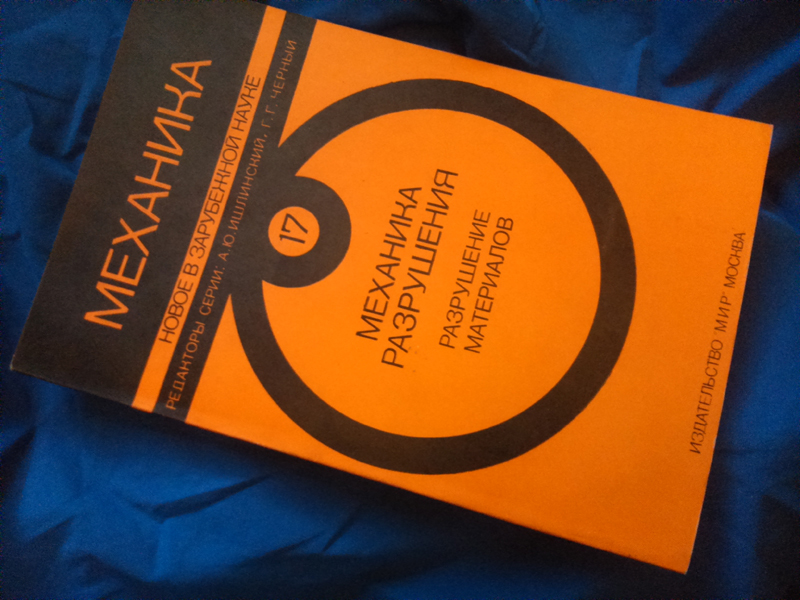 МЕХАНИКА
НОВОЕ В ЗАРУБЕЖНОЙ НАУКЕ
РЕДАКТОРЫ СЕРИИ: А.Ю.ИШЛИНСКИЙ, Г.Г.ЧЕРНЫЙ
17
МЕХАНИКА
РАЗРУШЕНИЯ
РАЗРУШЕНИЕ
МАТЕРИАЛОВ
ИЗДАТЕЛЬСТВО "МИР" МОСКВА